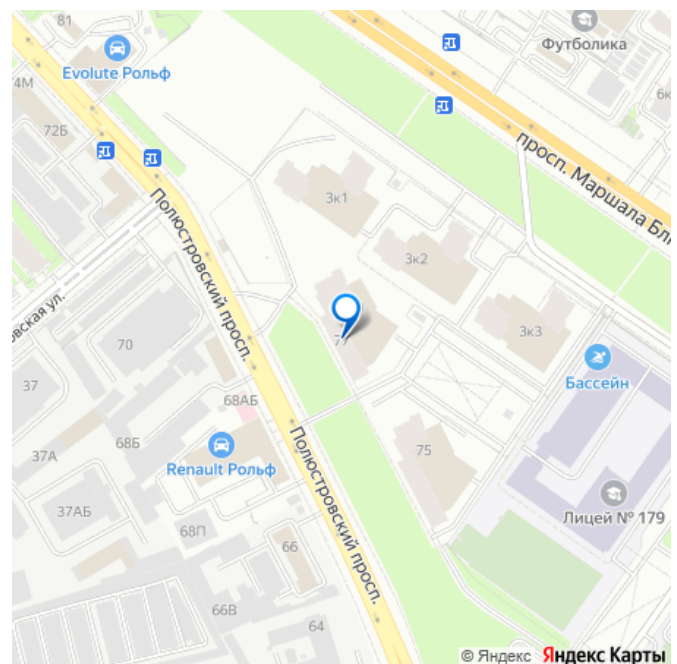 81
Футболика
Evolute Рольф
4М
6к
72Б
просп. Маршала Блю
Полюстровский просп.
3к1
3к2
3к3
овская ул.
70
77
Бассейн
37
68АБ
68Б
37А
Renault Рольф
75
Полюстровский просп.
Лицей № 179
37АБ
68П
66
66В
64
© Яндекс Яндекс Карты